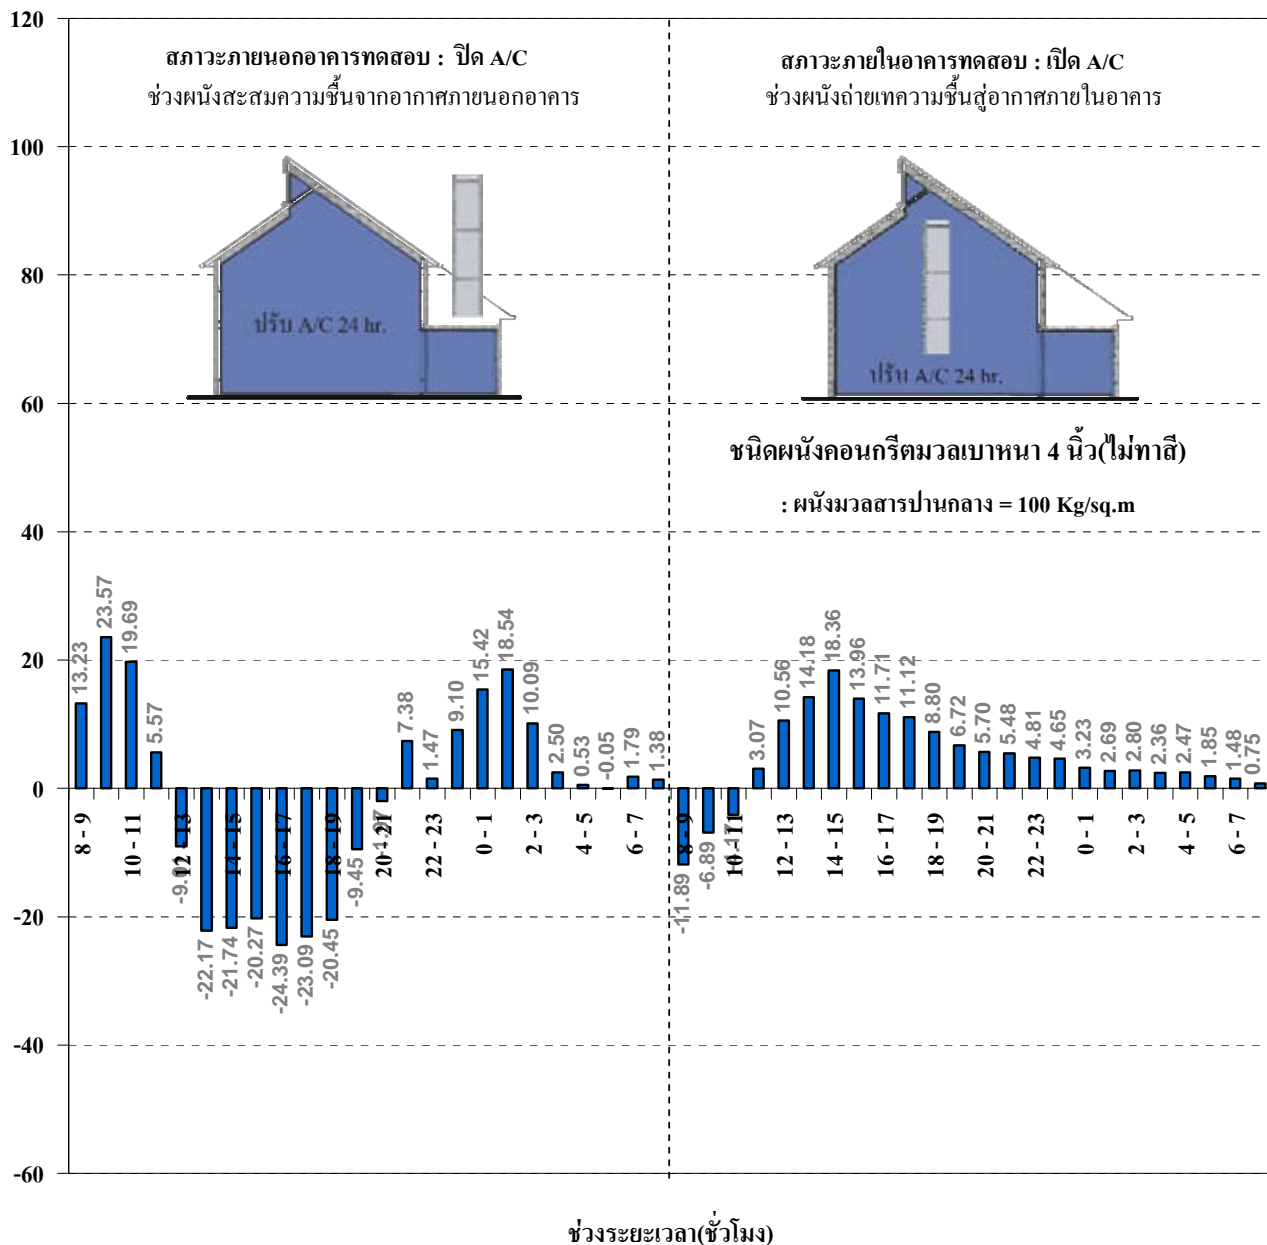 120
100
80
60
40
20
0
-20
-40
-60
สภาวะภายนอกอาคารทดสอบ : ปิด A/C
ช่วงผนังสะสมความชื้นจากอากาศภายนอกอาคาร
สภาวะภายในอาคารทดสอบ : เปิด A/C
ช่วงผนังถ่ายเทความชื้นสู่อากาศภายในอาคาร
ปรับ A/C 24 hr.
ปรับ A/C 24 hr.
ชนิดผนังคอนกรีตมวลเบาหนา 4 นิ้ว(ไม่ทาสี)
: ผนังมวลสารปานกลาง = 100 Kg/sq.m
13.23
23.57
19.69
5.57
-22.17
-21.74
-20.27
-24.39
-23.09
-20.45
-9.45
-1.97
7.38
1.47
9.10
15.42
18.54
10.09
2.50
0.53
-0.05
1.79
1.38
-11.89
-6.89
-4.17
3.07
10.56
14.18
18.36
13.96
11.71
11.12
8.80
6.72
5.70
5.48
4.81
4.65
3.23
2.69
2.80
2.36
2.47
1.85
1.48
0.75
8 - 9
10 - 11
12 - 13
14 - 15
16 - 17
18 - 19
20 - 21
22 - 23
0 - 1
2 - 3
4 - 5
6 - 7
8 - 9
10 - 11
12 - 13
14 - 15
16 - 17
18 - 19
20 - 21
22 - 23
0 - 1
2 - 3
4 - 5
6 - 7
ช่วงระยะเวลา(ชั่วโมง)